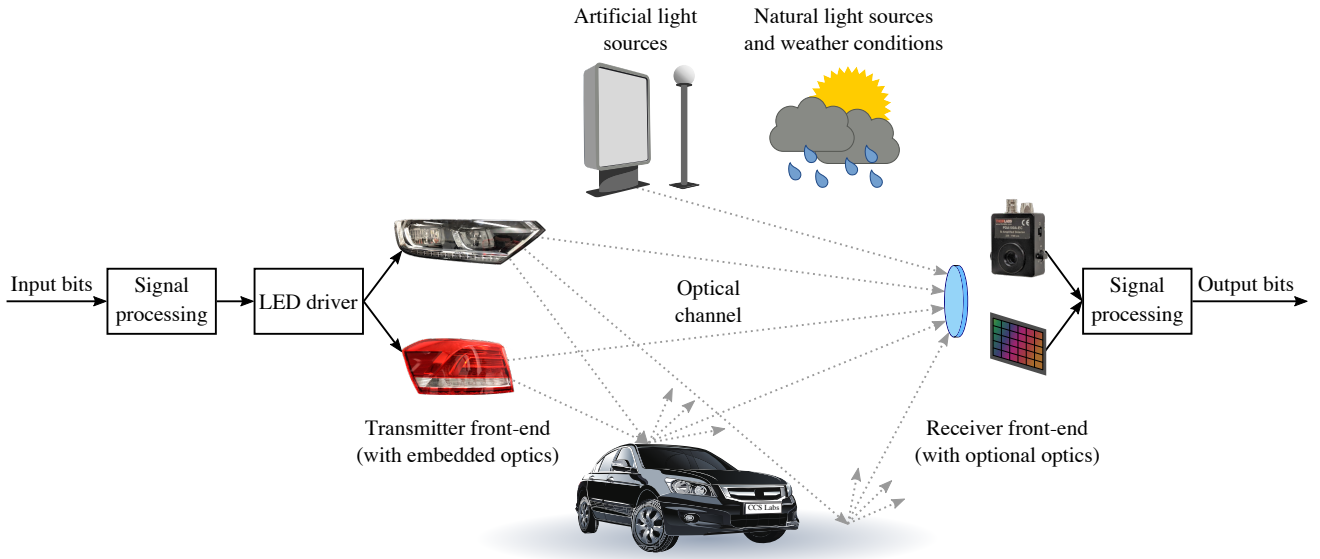 Artificial light
sources
Natural light sources
and weather conditions
Input bits
Signal
processing
LED driver
Optical
channel
Signal
processing
Output bits
Transmitter front-end
(with embedded optics)
Receiver front-end
(with optional optics)
CCS Labs